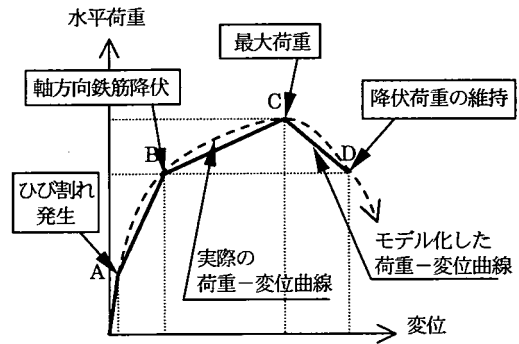 水平荷重
最大荷重
軸方向鉄筋降伏
C
降伏荷重の維持
B
D
ひび割れ
発生
A
実際の
荷重－変位曲線
モデル化した
荷重－変位曲線
変位